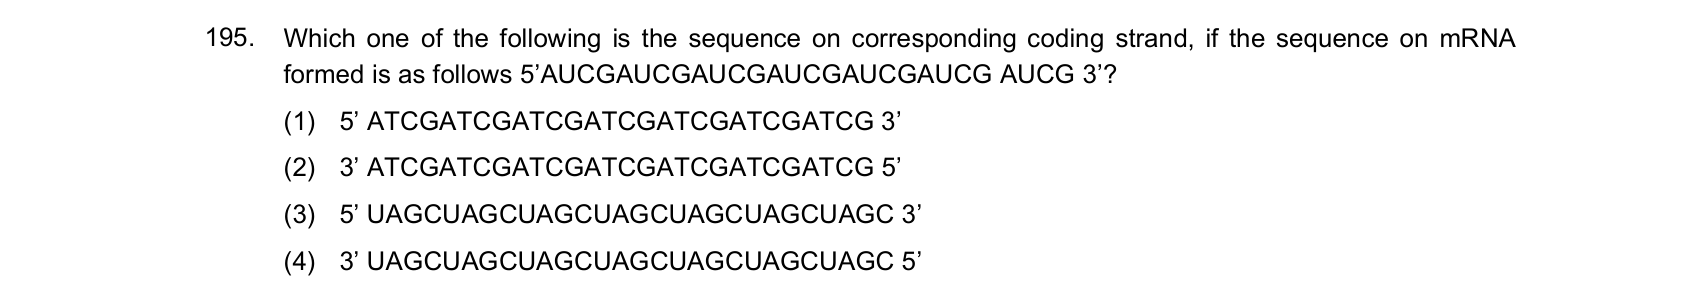 195. Which one of the following is the sequence on corresponding coding strand, if the sequence on mRNA
formed is as follows 5’AUCGAUCGAUCGAUCGAUCGAUCG AUCG 3’?
(1) 5’ ATCGATCGATCGATCGATCGATCGATCG 3’
(2) 3’ ATCGATCGATCGATCGATCGATCGATCG 5’
(3) 5’ UAGCUAGCUAGCUAGCUAGCUAGCUAGC 3’
(4) 3’ UAGCUAGCUAGCUAGCUAGCUAGCUAGC 5’